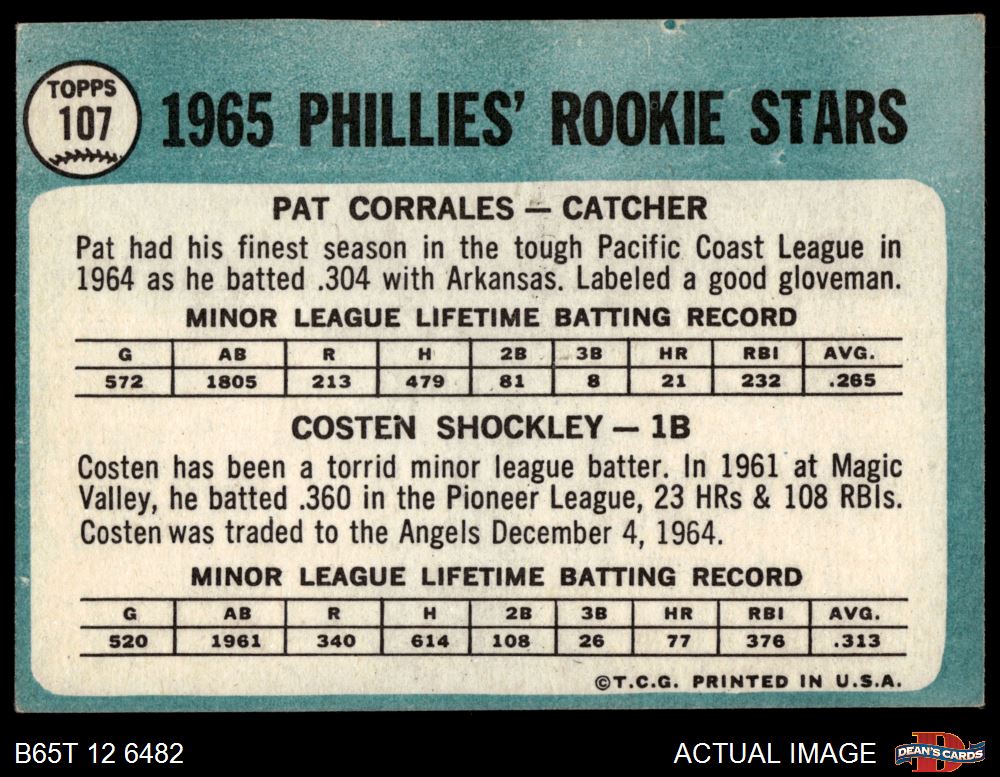 TOPPS
107
1965 PHILLIES' ROOKIE STARS
PAT CORRALES — CATCHER
Pat had his finest season in the tough Pacific Coast League in
1964 as he batted .304 with Arkansas. Labeled a good gloveman.
MINOR LEAGUE LIFETIME BATTING RECORD
G AB R H 2B 3B HR RBI AVG.
572 1805 213 479 81 8 21 232 .265
COSTEN SHOCKLEY — 1B
Costen has been a torrid minor league batter. In 1961 at Magic
Valley, he batted .360 in the Pioneer League, 23 HRs & 108 RBIs.
Costen was traded to the Angels December 4, 1964.
MINOR LEAGUE LIFETIME BATTING RECORD
G AB R H 2B 3B HR RBI AVG.
520 1961 340 614 108 26 77 376 .313
©T.C.G. PRINTED IN U.S.A.
B65T 12 6482
ACTUAL IMAGE
D
DEAN'S CARDS